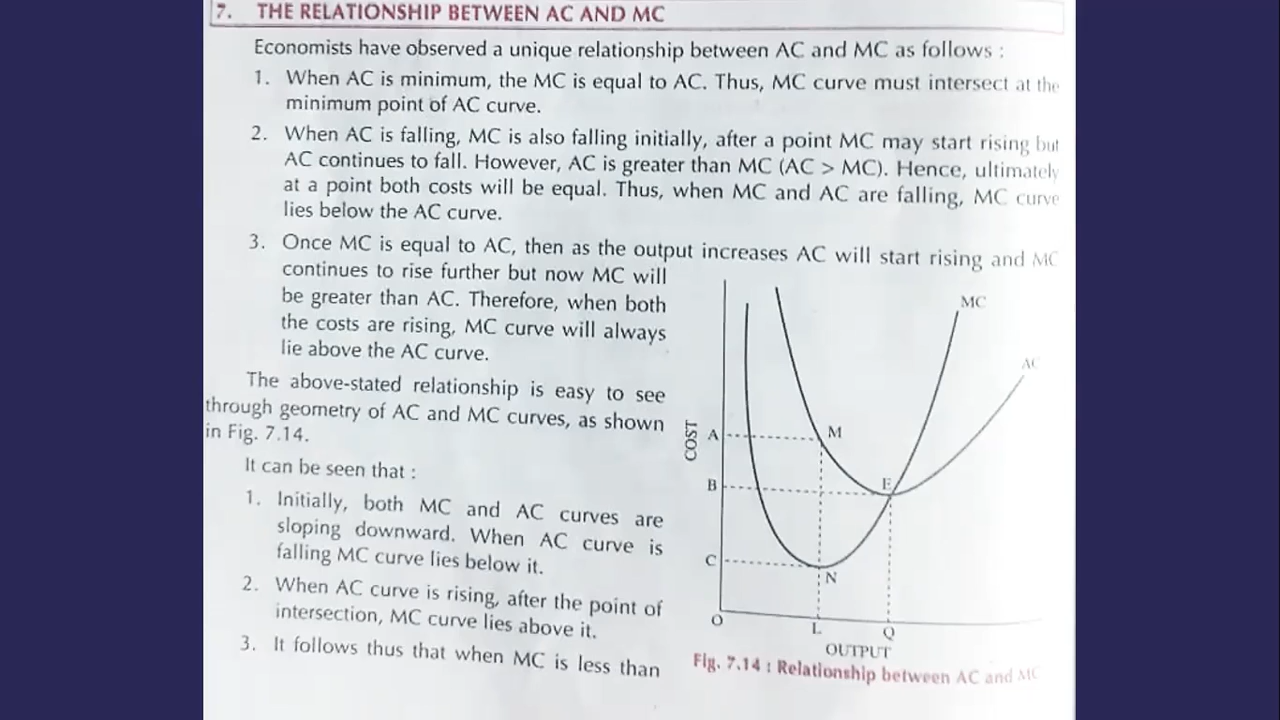 7. THE RELATIONSHIP BETWEEN AC AND MC
Economists have observed a unique relationship between AC and MC as follows :
1. When AC is minimum, the MC is equal to AC. Thus, MC curve must intersect at the
minimum point of AC curve.
2. When AC is falling, MC is also falling initially, after a point MC may start rising but
AC continues to fall. However, AC is greater than MC (AC > MC). Hence, ultimately
at a point both costs will be equal. Thus, when MC and AC are falling, MC curve
lies below the AC curve.
3. Once MC is equal to AC, then as the output increases AC will start rising and MC
continues to rise further but now MC will
be greater than AC. Therefore, when both
the costs are rising, MC curve will always
lie above the AC curve.
The above-stated relationship is easy to see
through geometry of AC and MC curves, as shown
in Fig. 7.14.
It can be seen that :
1. Initially, both MC and AC curves are
sloping downward. When AC curve is
falling MC curve lies below it.
2. When AC curve is rising, after the point of
intersection, MC curve lies above it.
3. It follows thus that when MC is less than
MC
AC
COST
A
M
B
E
C
N
O
L
Q
OUTPUT
Fig. 7.14 : Relationship between AC and MC